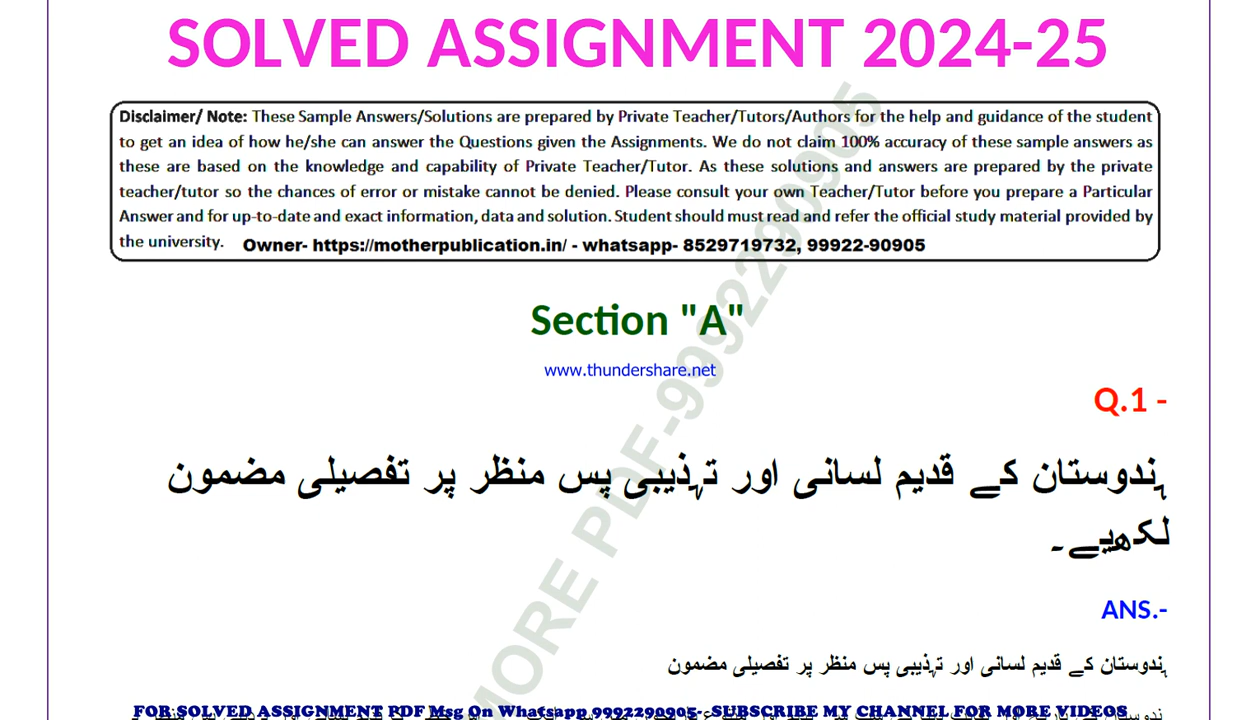 SOLVED ASSIGNMENT 2024-25
Disclaimer/ Note: These Sample Answers/Solutions are prepared by Private Teacher/Tutors/Authors for the help and guidance of the student
to get an idea of how he/she can answer the Questions given the Assignments. We do not claim 100% accuracy of these sample answers as
these are based on the knowledge and capability of Private Teacher/Tutor. As these solutions and answers are prepared by the private
teacher/tutor so the chances of error or mistake cannot be denied. Please consult your own Teacher/Tutor before you prepare a Particular
Answer and for up-to-date and exact information, data and solution. Student should must read and refer the official study material provided by
the university. Owner- https://motherpublication.in/ - whatsapp- 8529719732, 99922-90905
Section "A"
www.thundershare.net
Q.1 -
ہندوستان کے قدیم لسانی اور تہذیبی پس منظر پر تفصیلی مضمون
لکھیے۔
ANS.-
ہندوستان کے قدیم لسانی اور تہذیبی پس منظر پر تفصیلی مضمون
FOR SOLVED ASSIGNMENT PDF Msg On Whatsapp 9992290905- SUBSCRIBE MY CHANNEL FOR MORE VIDEOS
MORE PDF-9992290905